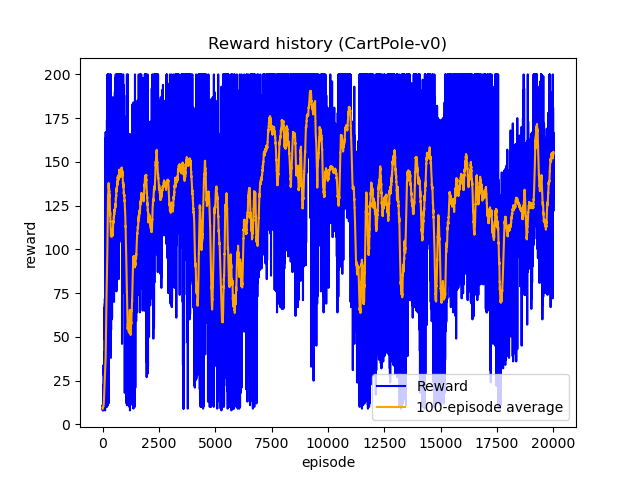 Reward history (CartPole-v0)
200
175
150
125
100
75
50
25
0
reward
Reward
100-episode average
0 2500 5000 7500 10000 12500 15000 17500 20000
episode